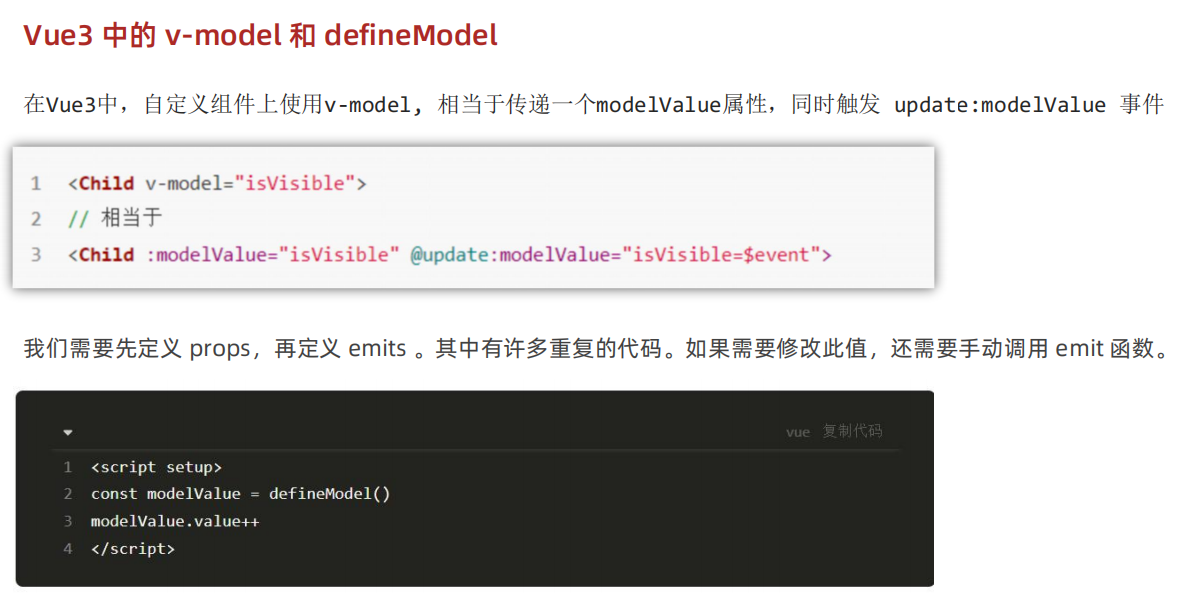 Vue3 中的 v-model 和 defineModel
在Vue3中，自定义组件上使用v-model, 相当于传递一个modelValue属性，同时触发 update:modelValue 事件
1 <Child v-model="isVisible">
2 // 相当于
3 <Child :modelValue="isVisible" @update:modelValue="isVisible=$event">
我们需要先定义 props，再定义 emits 。其中有许多重复的代码。如果需要修改此值，还需要手动调用 emit 函数。
vue 复制代码
1 <script setup>
2 const modelValue = defineModel()
3 modelValue.value++
4 </script>